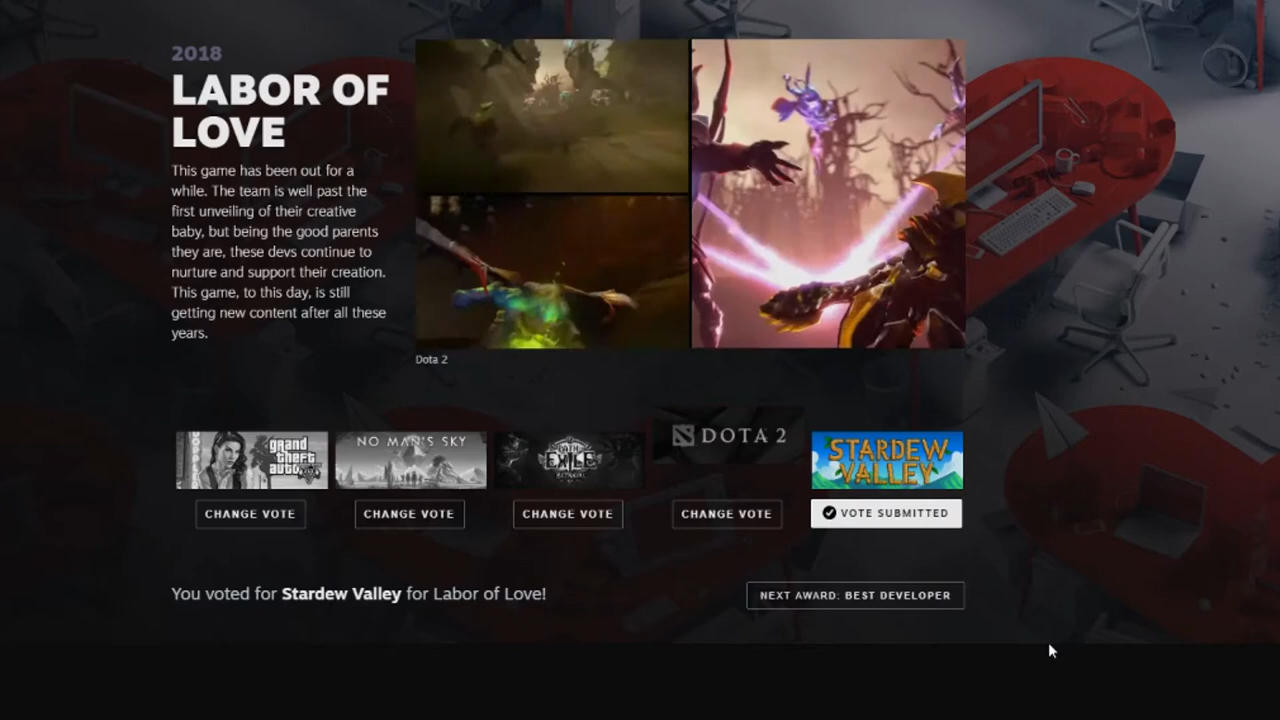 2018
LABOR OF
LOVE
This game has been out for a
while. The team is well past the
first unveiling of their creative
baby, but being the good parents
they are, these devs continue to
nurture and support their creation.
This game, to this day, is still
getting new content after all these
years.
Dota 2
grand
theft
auto
NO MAN'S SKY
PATH
EXILE
DOTA 2
STARDEW
VALLEY
CHANGE VOTE
CHANGE VOTE
CHANGE VOTE
CHANGE VOTE
VOTE SUBMITTED
You voted for Stardew Valley for Labor of Love!
NEXT AWARD: BEST DEVELOPER